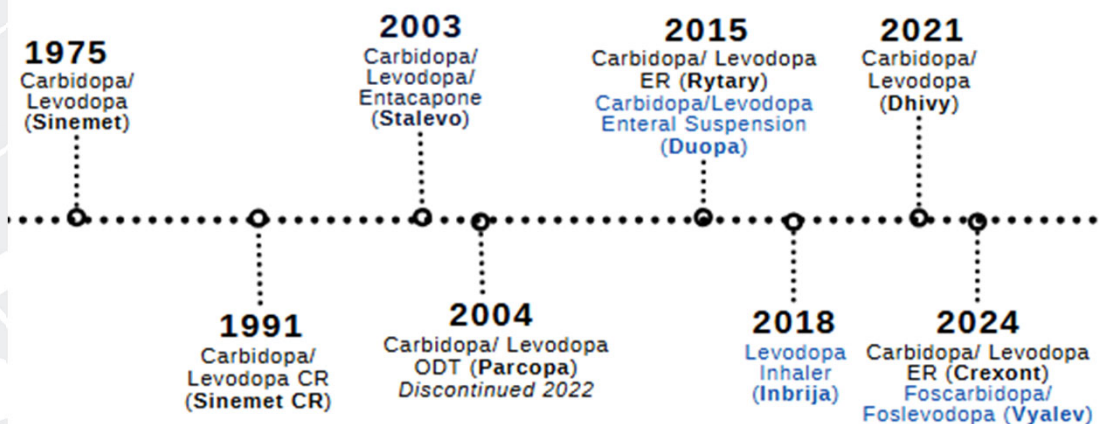 1975
Carbidopa/
Levodopa
(Sinemet)
1991
Carbidopa/
Levodopa CR
(Sinemet CR)
2003
Carbidopa/
Levodopa/
Entacapone
(Stalevo)
2004
Carbidopa/ Levodopa
ODT (Parcopa)
Discontinued 2022
2015
Carbidopa/ Levodopa
ER (Rytary)
Carbidopa/Levodopa
Enteral Suspension
(Duopa)
2018
Levodopa
Inhaler
(Inbrija)
2021
Carbidopa/
Levodopa
(Dhivy)
2024
Carbidopa/ Levodopa
ER (Crexont)
Foscarbidopa/
Foslevodopa (Vyalev)